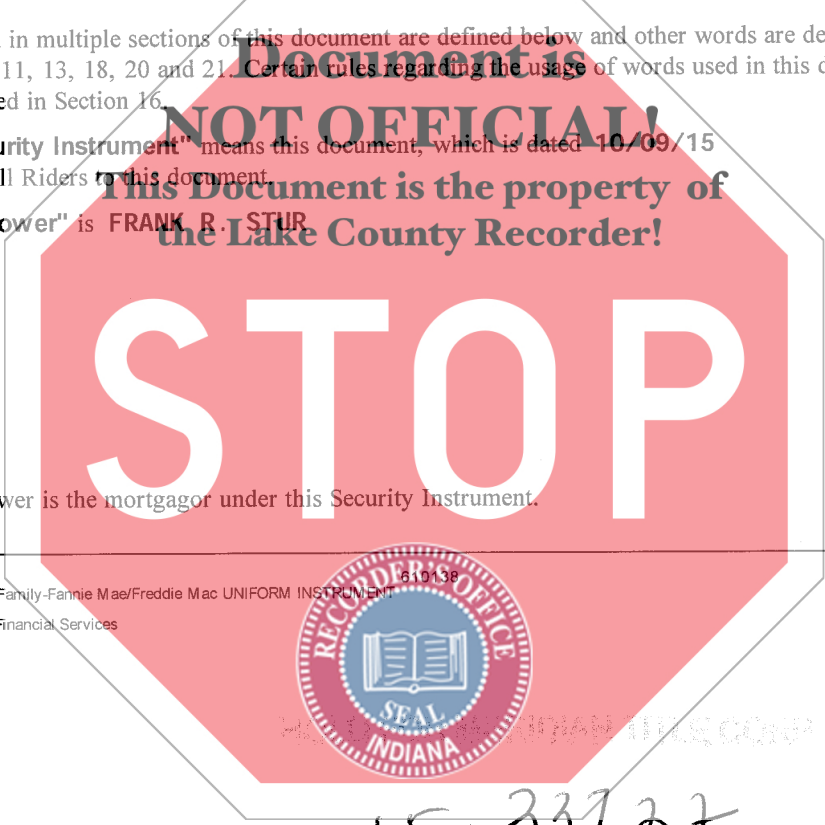 in multiple sections of this document are defined below and other words are de
11, 13, 18, 20 and 21. Certain rules regarding the usage of words used in this d
ed in Section 16.
Document is
NOT OFFICIAL!
This Document is the property of
the Lake County Recorder!
urity Instrument" means this document, which is dated 10/09/15
ll Riders to this document.
ower" is FRANK R. STUR
STOP
wer is the mortgagor under this Security Instrument.
610138
Family-Fannie Mae/Freddie Mac UNIFORM INSTRUMENT
Financial Services
RECORDER'S OFFICE
SEAL
INDIANA
TITLE CORP